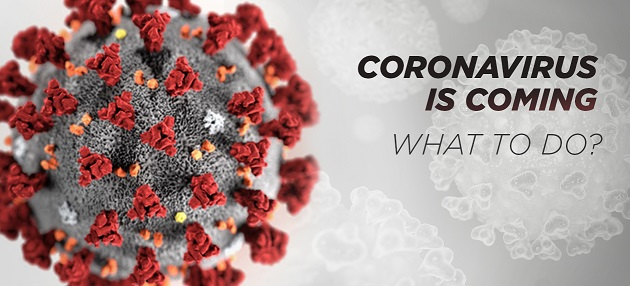 CORONAVIRUS
IS COMING
WHAT TO DO?